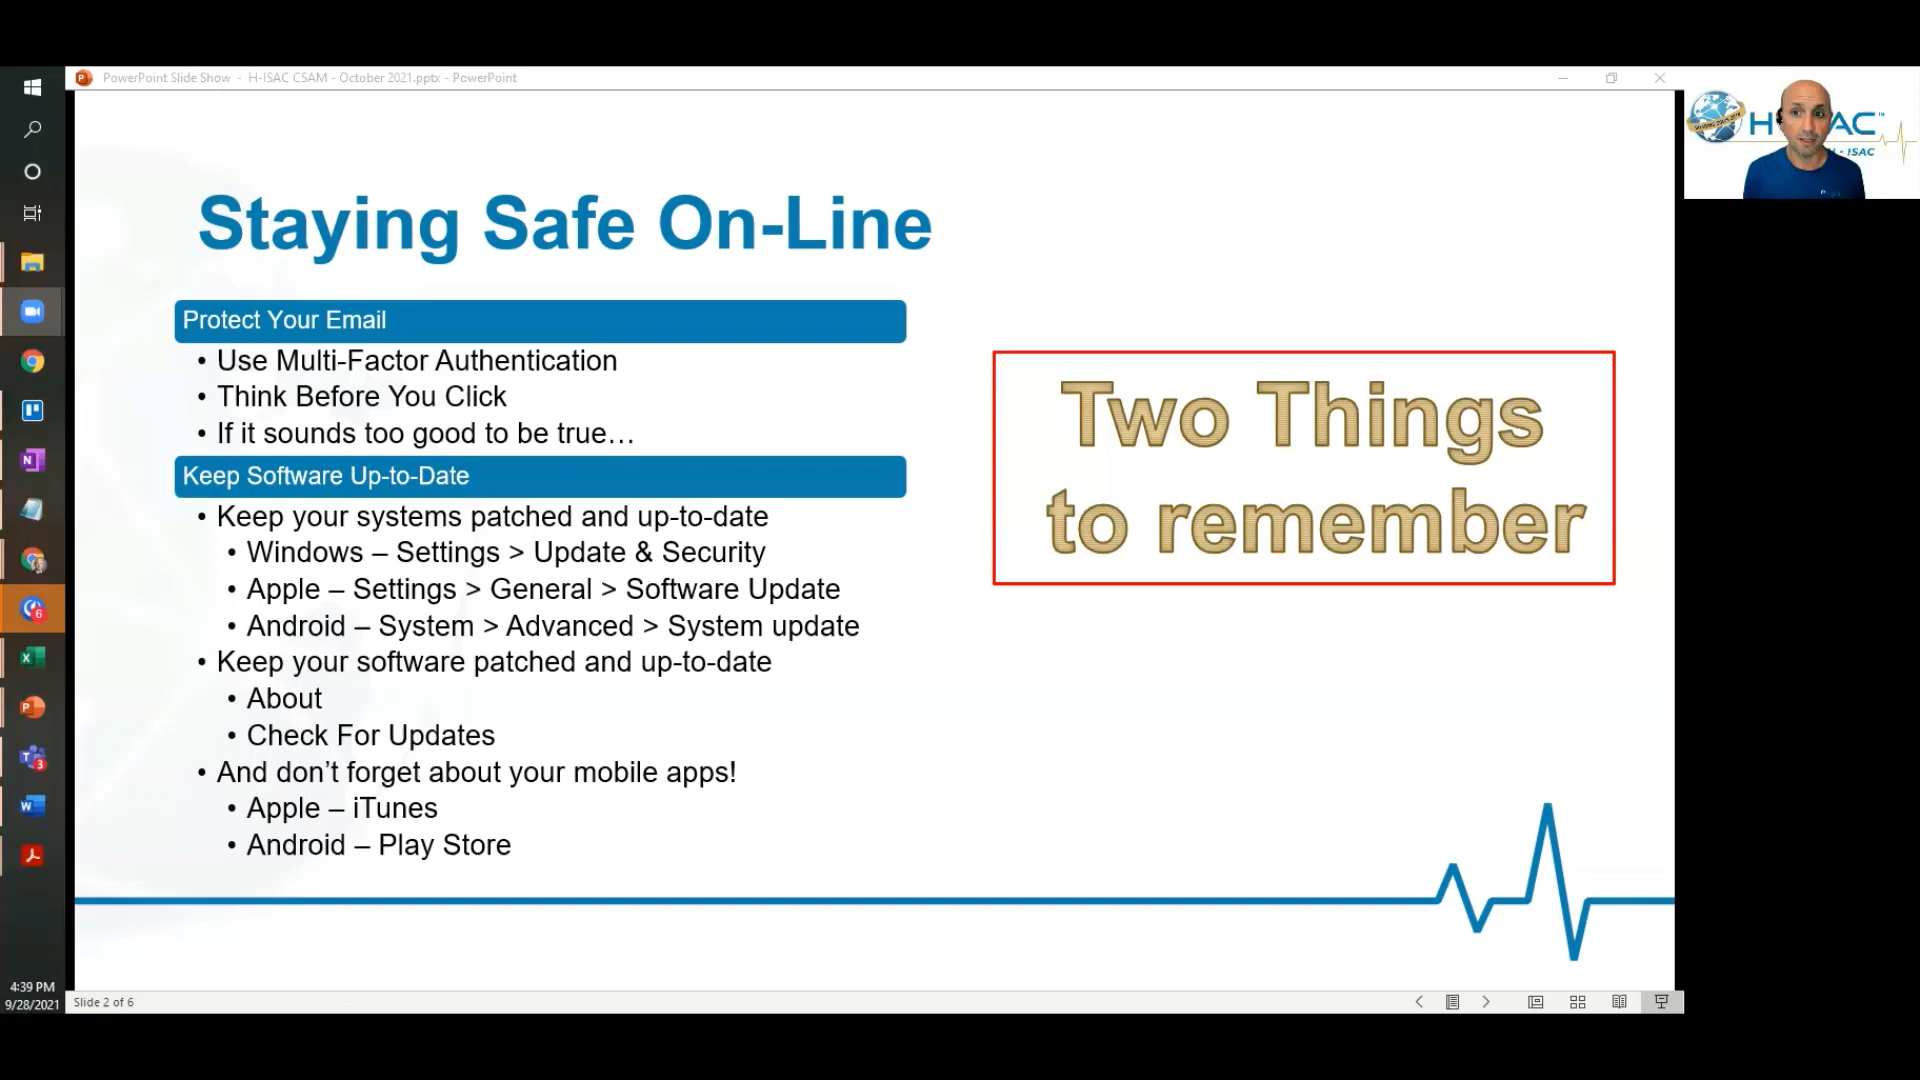 PowerPoint Slide Show - H-ISAC CSAM - October 2021.pptx - PowerPoint
Staying Safe On-Line
Protect Your Email
• Use Multi-Factor Authentication
• Think Before You Click
• If it sounds too good to be true…
Keep Software Up-to-Date
• Keep your systems patched and up-to-date
• Windows – Settings > Update & Security
• Apple – Settings > General > Software Update
• Android – System > Advanced > System update
• Keep your software patched and up-to-date
• About
• Check For Updates
• And don’t forget about your mobile apps!
• Apple – iTunes
• Android – Play Store
Two Things
to remember
AC™
- ISAC
6
3
4:39 PM
9/28/2021
Slide 2 of 6